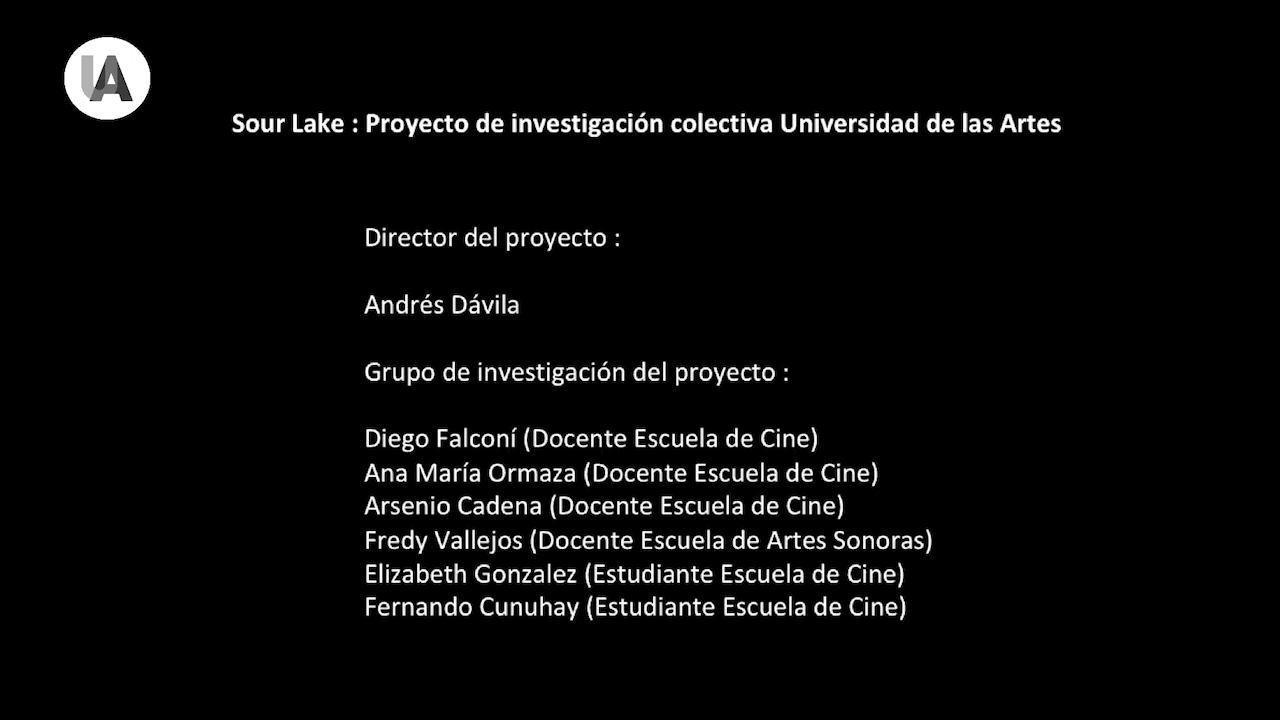 UA
Sour Lake : Proyecto de investigación colectiva Universidad de las Artes
Director del proyecto :
Andrés Dávila
Grupo de investigación del proyecto :
Diego Falconí (Docente Escuela de Cine)
Ana María Ormaza (Docente Escuela de Cine)
Arsenio Cadena (Docente Escuela de Cine)
Fredy Vallejos (Docente Escuela de Artes Sonoras)
Elizabeth Gonzalez (Estudiante Escuela de Cine)
Fernando Cunuhay (Estudiante Escuela de Cine)